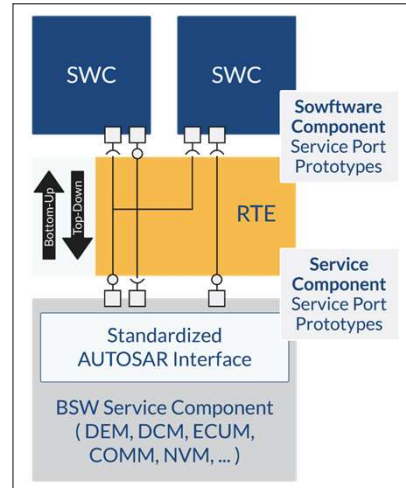 SWC
SWC
Sowftware
Component
Service Port
Prototypes
Bottom-Up
Top-Down
RTE
Service
Component
Service Port
Prototypes
Standardized
AUTOSAR Interface
BSW Service Component
( DEM, DCM, ECUM,
COMM, NVM, ... )